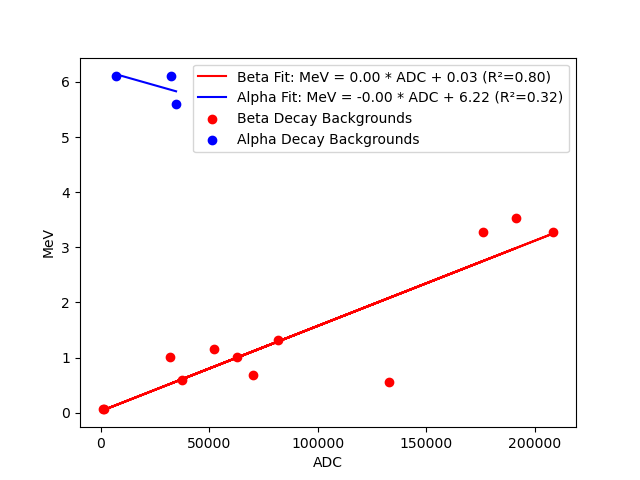 Beta Fit: MeV = 0.00 * ADC + 0.03 (R²=0.80)
Alpha Fit: MeV = -0.00 * ADC + 6.22 (R²=0.32)
Beta Decay Backgrounds
Alpha Decay Backgrounds
MeV
6
5
4
3
2
1
0
0 50000 100000 150000 200000
ADC